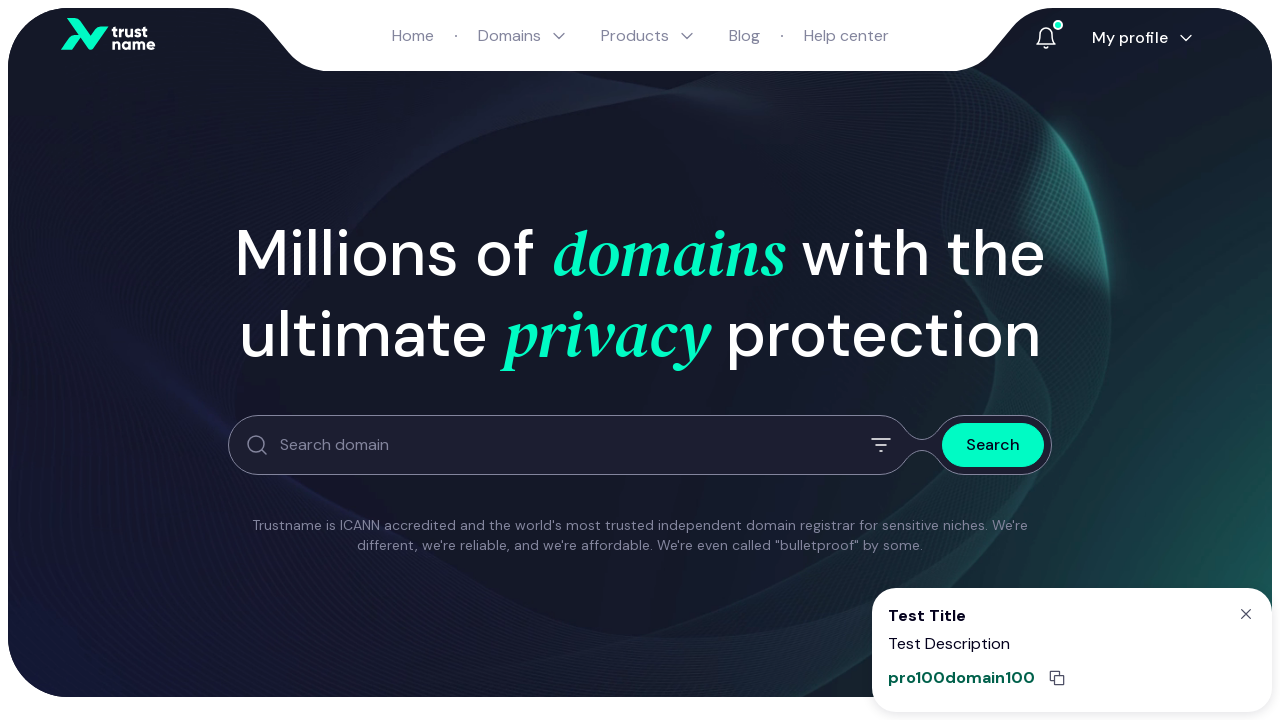 trust
name
Home · Domains Products Blog · Help center
My profile
Millions of domains with the
ultimate privacy protection
Search domain
Search
Trustname is ICANN accredited and the world's most trusted independent domain registrar for sensitive niches. We're
different, we're reliable, and we're affordable. We're even called "bulletproof" by some.
Test Title
Test Description
pro100domain100